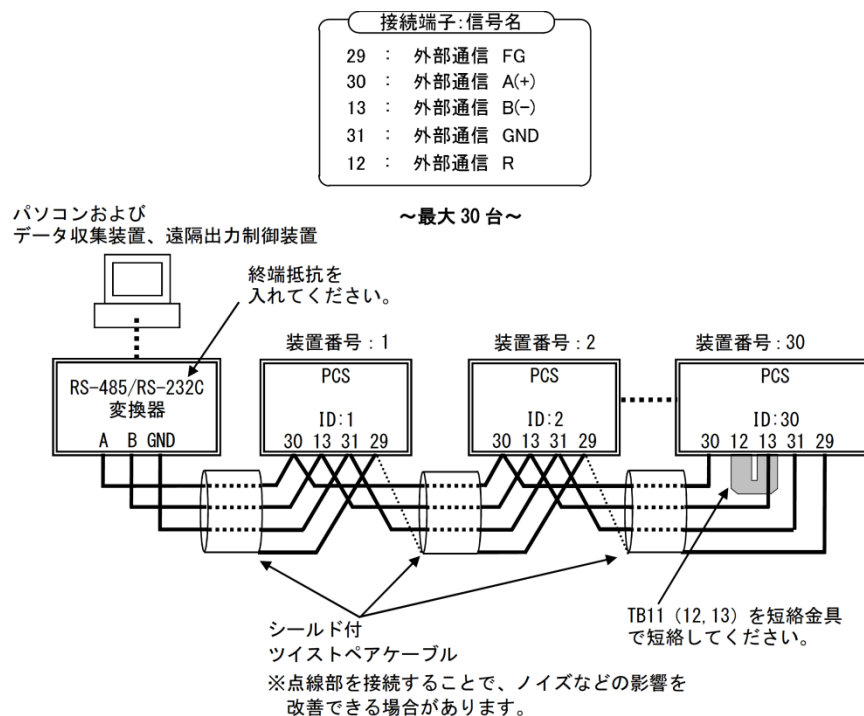 接続端子:信号名
29 : 外部通信 FG
30 : 外部通信 A(+)
13 : 外部通信 B(-)
31 : 外部通信 GND
12 : 外部通信 R
～最大 30 台～
パソコンおよび
データ収集装置、遠隔出力制御装置
終端抵抗を
入れてください。
RS-485/RS-232C
変換器
A B GND
装置番号:1
PCS
ID:1
30 13 31 29
装置番号:2
PCS
ID:2
30 13 31 29
装置番号:30
PCS
ID:30
30 12 13 31 29
シールド付
ツイストペアケーブル
※点線部を接続することで、ノイズなどの影響を
改善できる場合があります。
TB11 (12,13) を短絡金具
で短絡してください。